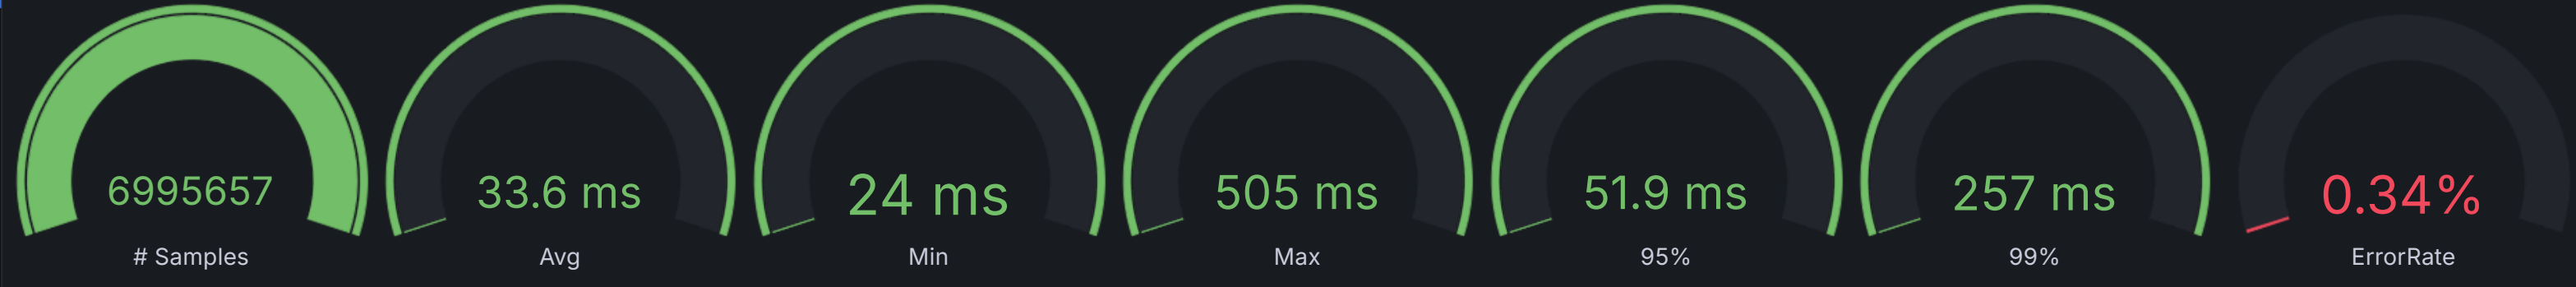 6995657
# Samples
33.6 ms
Avg
24 ms
Min
505 ms
Max
51.9 ms
95%
257 ms
99%
0.34%
ErrorRate